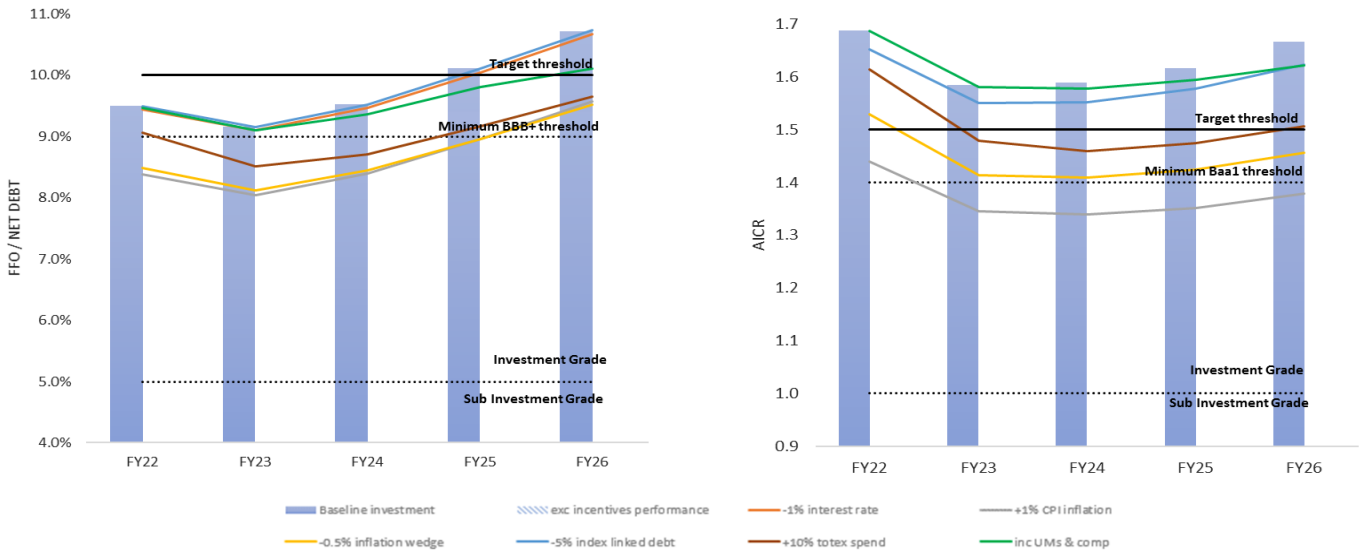 11.0%
10.0%
9.0%
8.0%
7.0%
6.0%
5.0%
4.0%
FFO / NET DEBT
Target threshold
Minimum BBB+ threshold
Investment Grade
Sub Investment Grade
FY22 FY23 FY24 FY25 FY26
1.7
1.6
1.5
1.4
1.3
1.2
1.1
1.0
0.9
AICR
Target threshold
Minimum Baa1 threshold
Investment Grade
Sub Investment Grade
FY22 FY23 FY24 FY25 FY26
Baseline investment exc incentives performance -1% interest rate +1% CPI inflation
-0.5% inflation wedge -5% index linked debt +10% totex spend inc UMs & comp